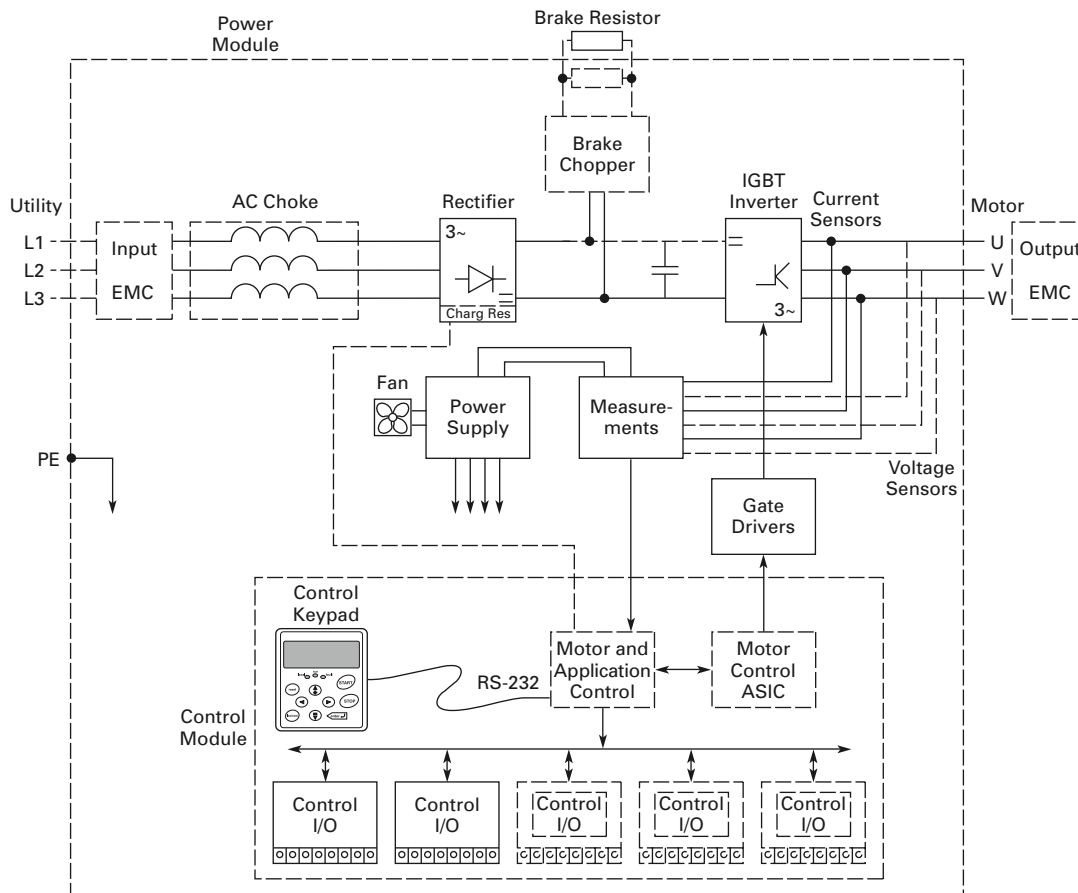 Brake Resistor
Power
Module
Brake
Chopper
IGBT
Inverter
Utility
AC Choke
Rectifier
Current
Sensors
Motor
L1
L2
L3
Input
EMC
3~
Charg Res
3~
U
V
W
Output
EMC
Fan
Power
Supply
Measure-
ments
PE
Voltage
Sensors
Gate
Drivers
Control
Keypad
START
STOP
RS-232
Motor and
Application
Control
Motor
Control
ASIC
Control
Module
Control
I/O
Control
I/O
Control
I/O
Control
I/O
Control
I/O